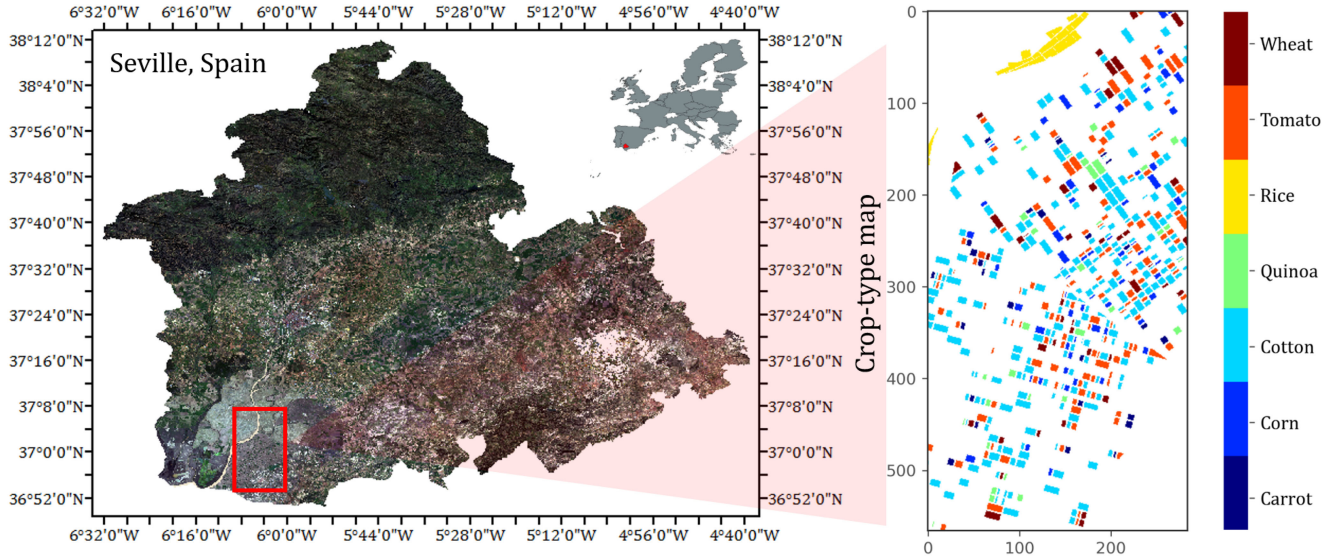 6°32'0"W 6°16'0"W 6°0'0"W 5°44'0"W 5°28'0"W 5°12'0"W 4°56'0"W 4°40'0"W
Seville, Spain
38°12'0"N
38°4'0"N
37°56'0"N
37°48'0"N
37°40'0"N
37°32'0"N
37°24'0"N
37°16'0"N
37°8'0"N
37°0'0"N
36°52'0"N
38°12'0"N
38°4'0"N
37°56'0"N
37°48'0"N
37°40'0"N
37°32'0"N
37°24'0"N
37°16'0"N
37°8'0"N
37°0'0"N
36°52'0"N
6°32'0"W 6°16'0"W 6°0'0"W 5°44'0"W 5°28'0"W 5°12'0"W 4°56'0"W 4°40'0"W
Crop-type map
0
100
200
300
400
500
0 100 200
Wheat
Tomato
Rice
Quinoa
Cotton
Corn
Carrot